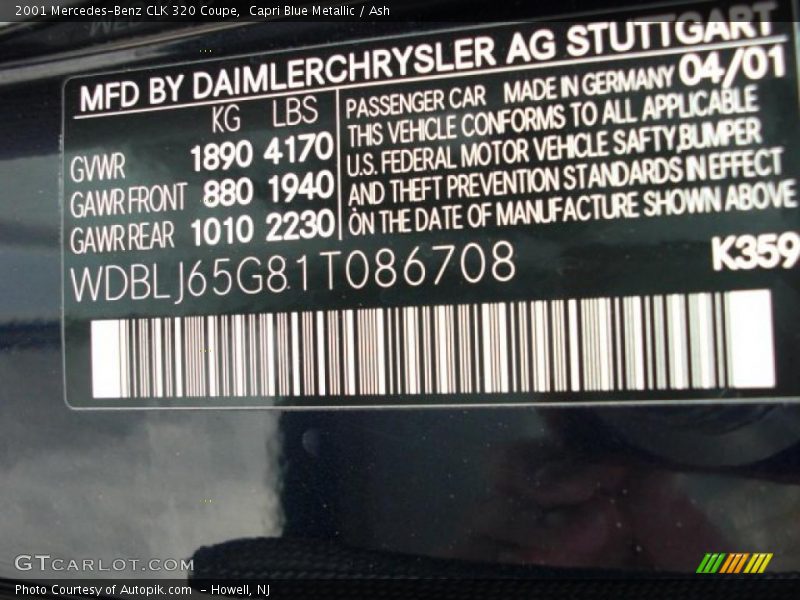 2001 Mercedes-Benz CLK 320 Coupe, Capri Blue Metallic / Ash
MFD BY DAIMLERCHRYSLER AG STUTTGART
KG LBS
GVWR 1890 4170
GAWR FRONT 880 1940
GAWR REAR 1010 2230
PASSENGER CAR MADE IN GERMANY 04/01
THIS VEHICLE CONFORMS TO ALL APPLICABLE
U.S. FEDERAL MOTOR VEHICLE SAFTY,BUMPER
AND THEFT PREVENTION STANDARDS IN EFFECT
ON THE DATE OF MANUFACTURE SHOWN ABOVE
WDBLJ65G81T086708
K359
GTCARLOT.COM
Photo Courtesy of Autopik.com - Howell, NJ